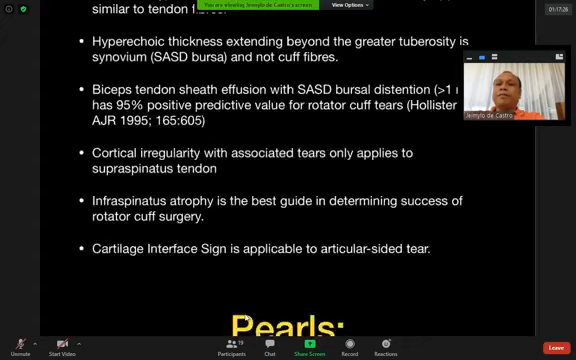 You are viewing Jeimylo de Castro's screen
View Options
01:17:26
similar to tendon fibres.
• Hyperechoic thickness extending beyond the greater tuberosity is
synovium (SASD bursa) and not cuff fibres.
• Biceps tendon sheath effusion with SASD bursal distention (>1
has 95% positive predictive value for rotator cuff tears (Hollister
AJR 1995; 165:605)
Jeimylo de Castro
• Cortical irregularity with associated tears only applies to
supraspinatus tendon
• Infraspinatus atrophy is the best guide in determining success of
rotator cuff surgery.
• Cartilage Interface Sign is applicable to articular-sided tear.
Pearls:
Unmute
Start Video
Participants
19
Chat
Share Screen
Record
Reactions
Leave